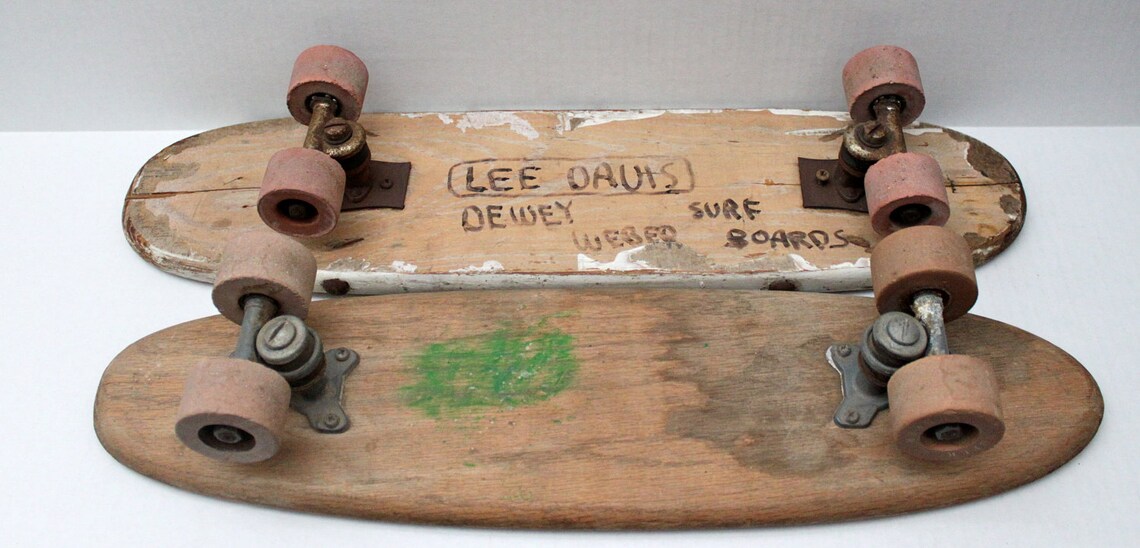 LEE DAVIS
DEWEY SURF
WEBER BOARDS